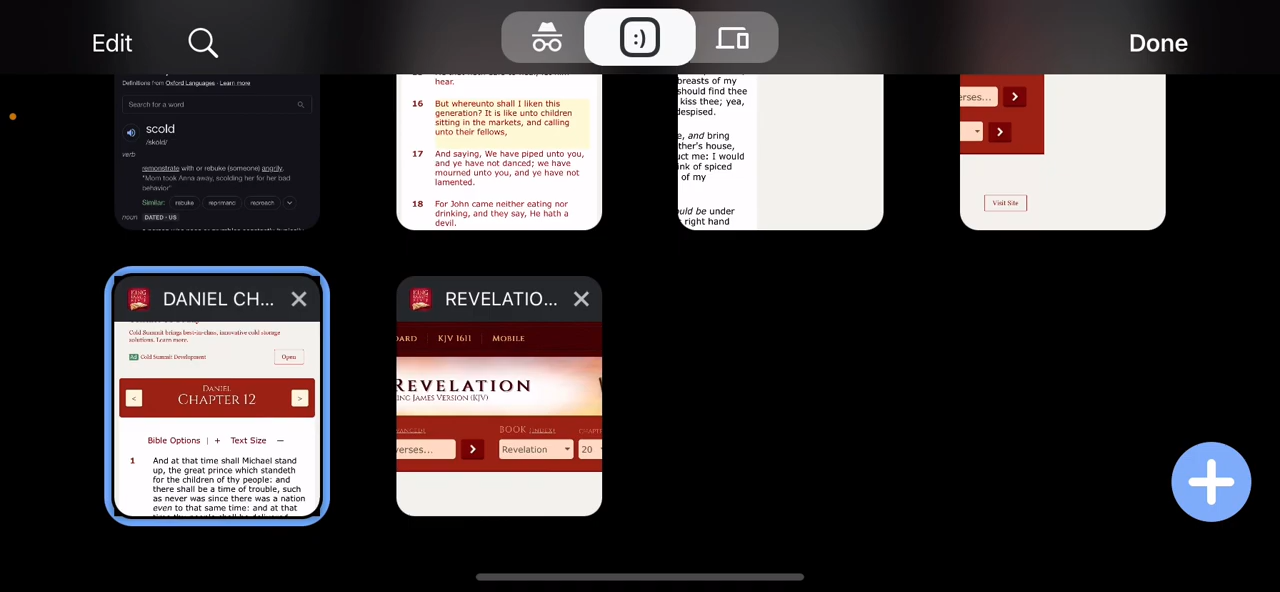 Edit
:)
Done
Definitions from Oxford Languages · Learn more
Search for a word
scold
/skōld/
verb
remonstrate with or rebuke (someone) angrily.
"Mom took Anna away, scolding her for her bad
behavior"
Similar: rebuke reprimand reproach
noun DATED · US
hear.
16 But whereunto shall I liken this
generation? It is like unto children
sitting in the markets, and calling
unto their fellows,
17 And saying, We have piped unto you,
and ye have not danced; we have
mourned unto you, and ye have not
lamented.
18 For John came neither eating nor
drinking, and they say, He hath a
devil.
breasts of my
should find thee
kiss thee; yea,
despised.
e, and bring
ther's house,
uct me: I would
ink of spiced
of my
ould be under
right hand
erses...
>
>
Visit Site
DANIEL CH...
Cold Summit brings best-in-class, innovative cold storage
solutions. Learn more.
Ad Cold Summit Development
Open
< DANIEL >
CHAPTER 12
Bible Options | + Text Size —
1 And at that time shall Michael stand
up, the great prince which standeth
for the children of thy people: and
there shall be a time of trouble, such
as never was since there was a nation
even to that same time: and at that
KING JAMES BIBLE
REVELATIO...
OARD | KJV 1611 | MOBILE
REVELATION
KING JAMES VERSION (KJV)
BOOK
erses... > Revelation 20